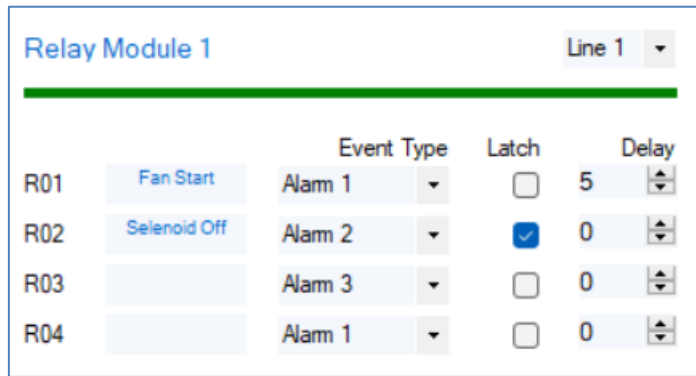 Relay Module 1 Line 1
Event Type Latch Delay
R01 Fan Start Alarm 1 5
R02 Selenoid Off Alarm 2 0
R03 Alarm 3 0
R04 Alarm 1 0